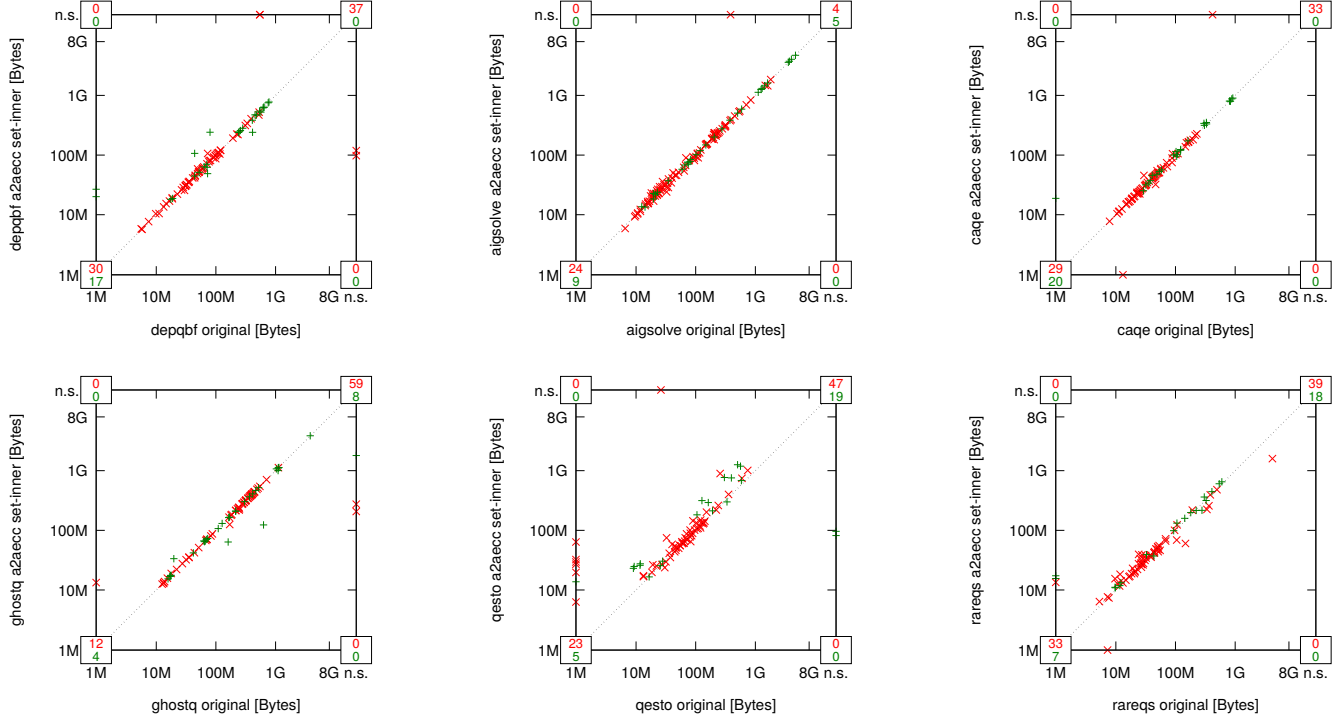 0 37 0 4 0 33
n.s. 0 0 n.s. 0 5 n.s. 0 0
8G 8G 8G
1G 1G 1G
100M 100M 100M
10M 10M 10M
depqbf a2aecc set-inner [Bytes] aigsolve a2aecc set-inner [Bytes] caqe a2aecc set-inner [Bytes]
30 0 24 0 29 0
1M 17 0 1M 9 0 1M 20 0
1M 10M 100M 1G 8G n.s. 1M 10M 100M 1G 8G n.s. 1M 10M 100M 1G 8G n.s.
depqbf original [Bytes] aigsolve original [Bytes] caqe original [Bytes]
0 59 0 47 0 39
n.s. 0 8 n.s. 0 19 n.s. 0 18
8G 8G 8G
1G 1G 1G
100M 100M 100M
10M 10M 10M
ghostq a2aecc set-inner [Bytes] qesto a2aecc set-inner [Bytes] rareqs a2aecc set-inner [Bytes]
12 0 23 0 33 0
1M 4 0 1M 5 0 1M 7 0
1M 10M 100M 1G 8G n.s. 1M 10M 100M 1G 8G n.s. 1M 10M 100M 1G 8G n.s.
ghostq original [Bytes] qesto original [Bytes] rareqs original [Bytes]